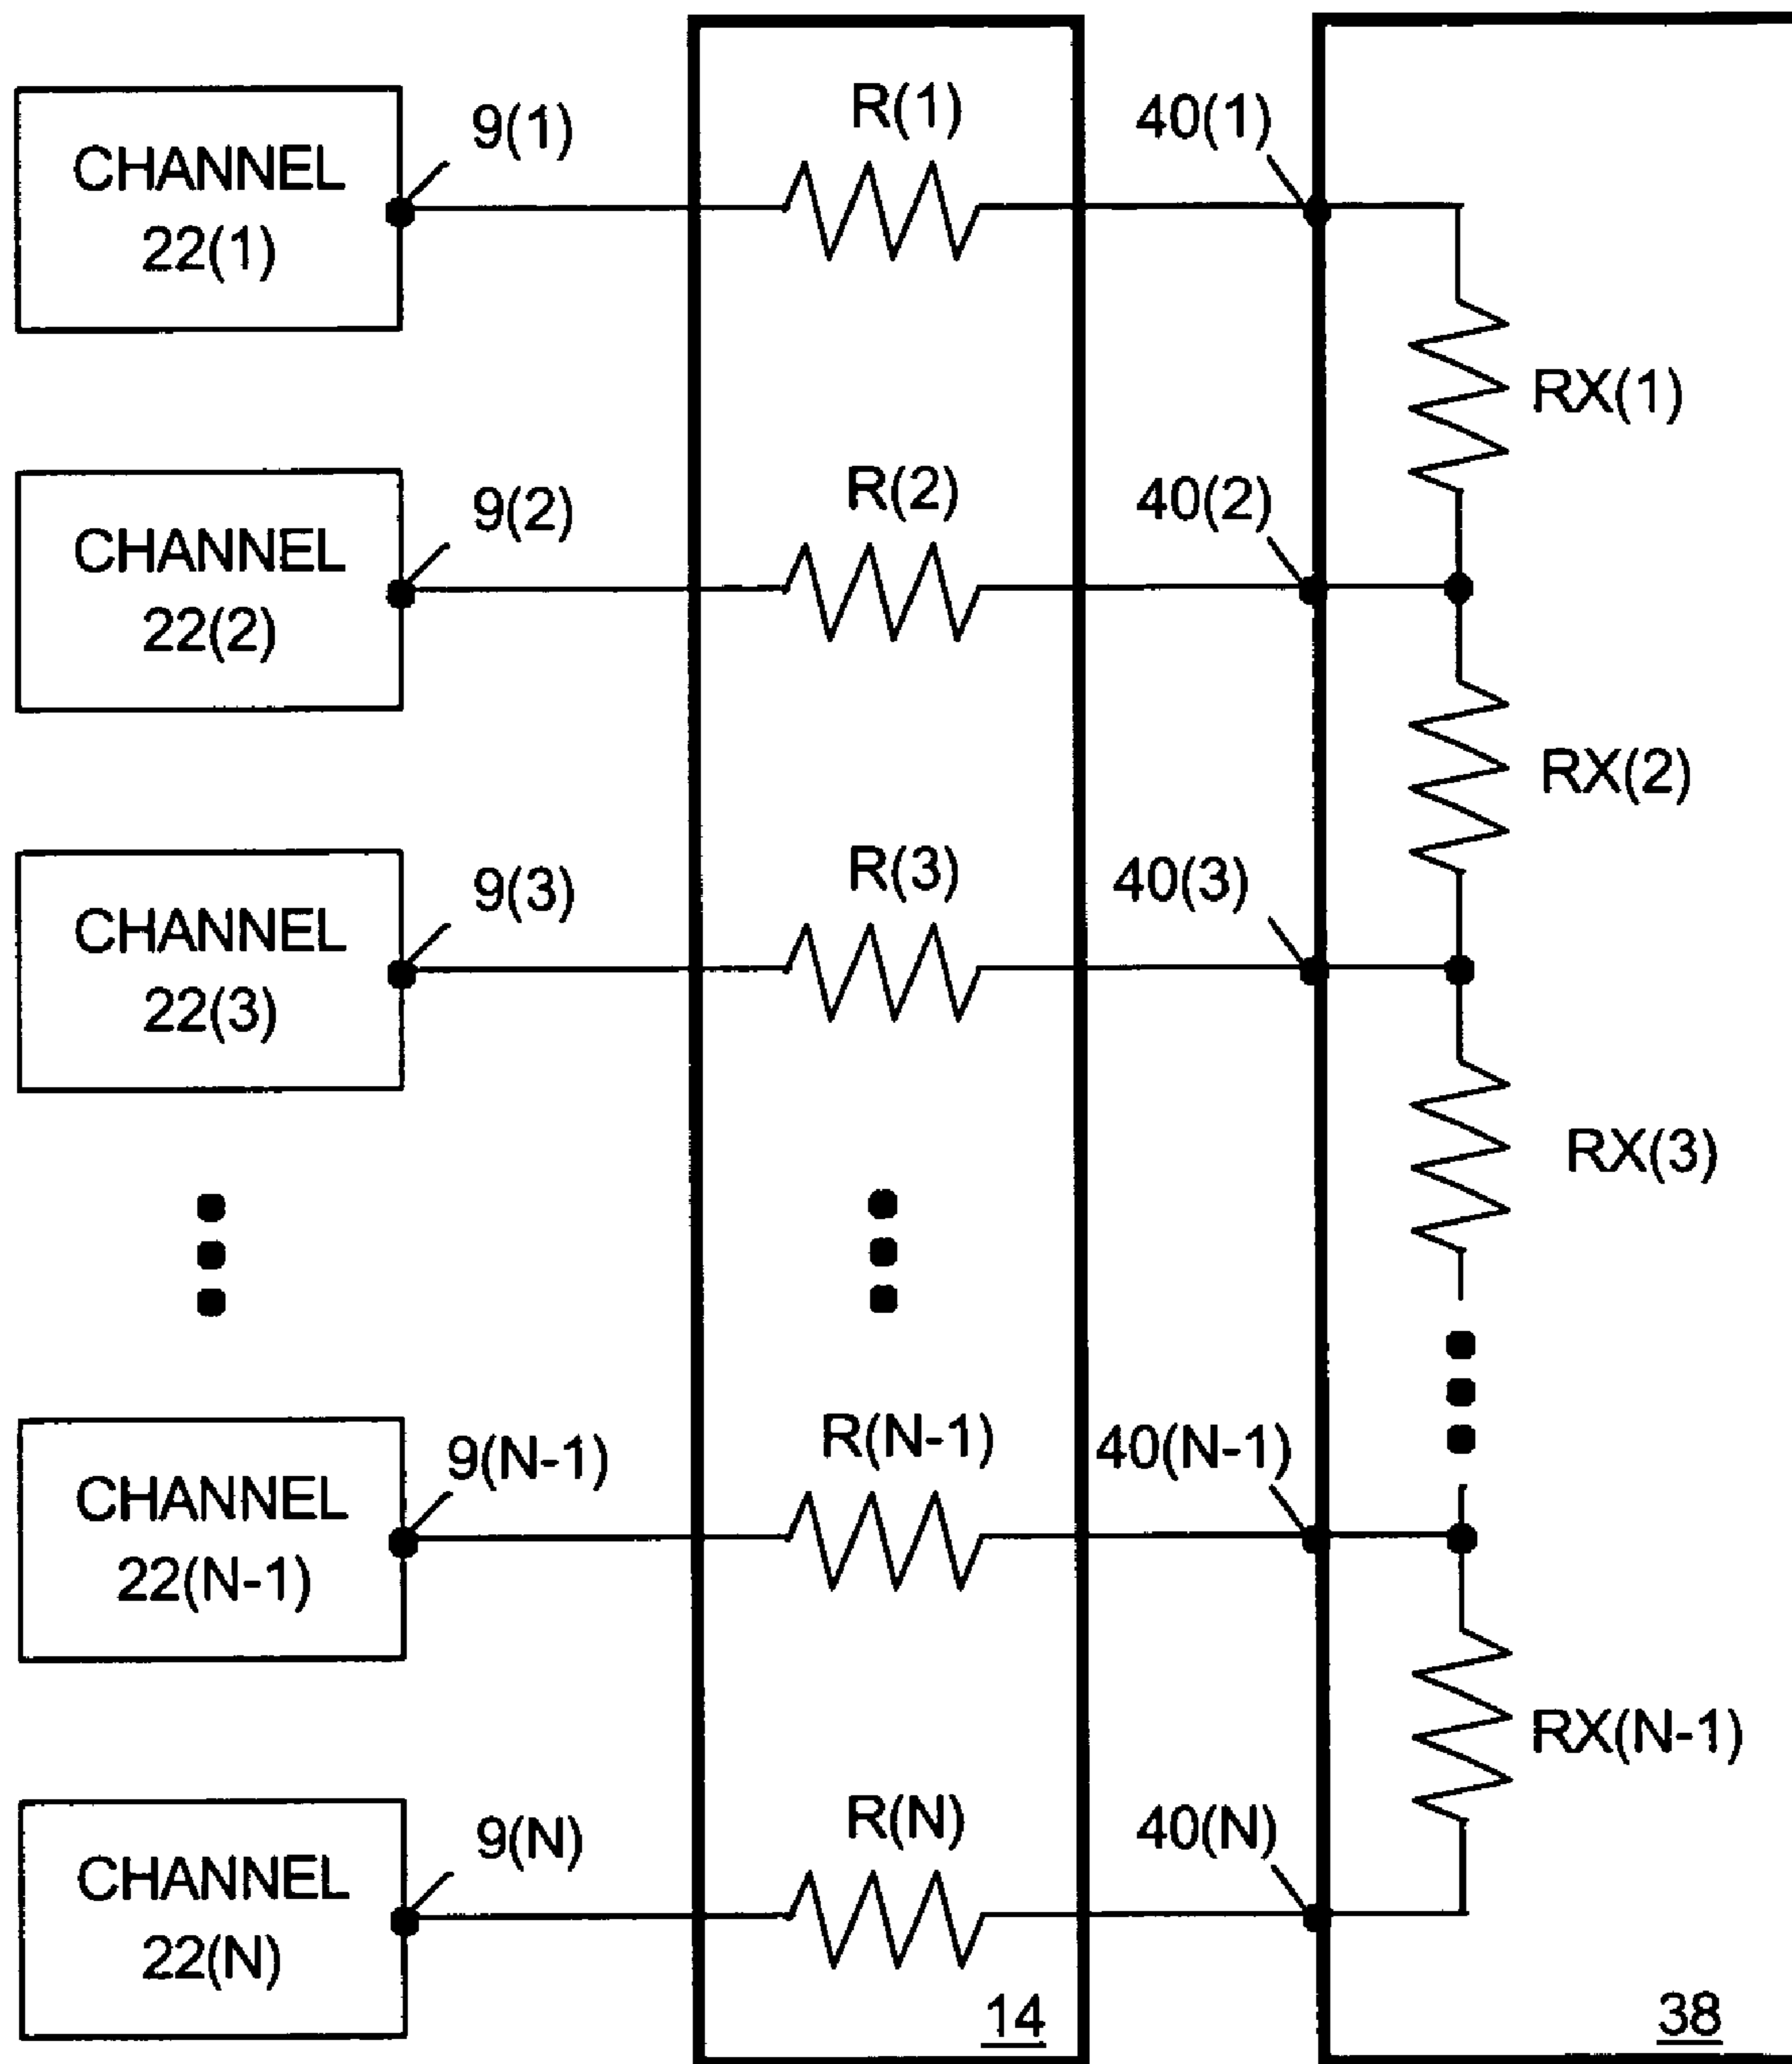 CHANNEL
22(1)
9(1)
R(1)
40(1)
RX(1)
CHANNEL
22(2)
9(2)
R(2)
40(2)
RX(2)
CHANNEL
22(3)
9(3)
R(3)
40(3)
RX(3)
CHANNEL
22(N-1)
9(N-1)
R(N-1)
40(N-1)
RX(N-1)
CHANNEL
22(N)
9(N)
R(N)
40(N)
14
38